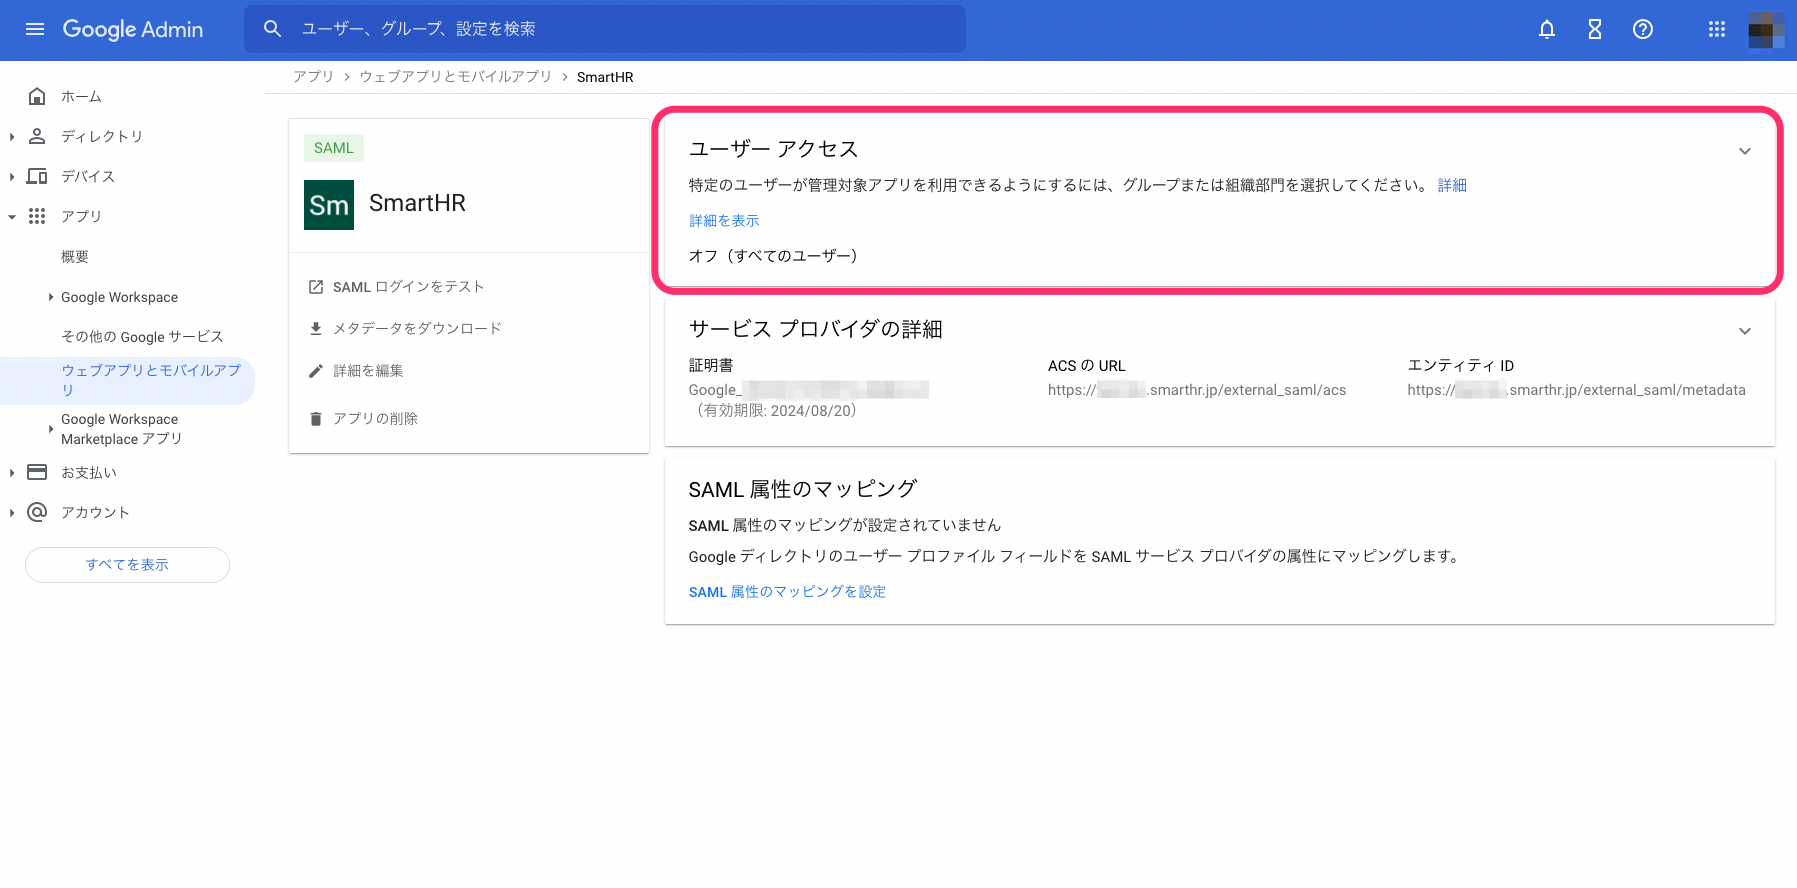 Google Admin
ユーザー、グループ、設定を検索
アプリ > ウェブアプリとモバイルアプリ > SmartHR
ホーム
ディレクトリ
デバイス
アプリ
概要
Google Workspace
その他の Google サービス
ウェブアプリとモバイルアプ
リ
Google Workspace
Marketplace アプリ
お支払い
アカウント
すべてを表示
SAML
Sm SmartHR
SAML ログインをテスト
メタデータをダウンロード
詳細を編集
アプリの削除
ユーザー アクセス
特定のユーザーが管理対象アプリを利用できるようにするには、グループまたは組織部門を選択してください。 詳細
詳細を表示
オフ（すべてのユーザー）
サービス プロバイダの詳細
証明書
Google_
（有効期限: 2024/08/20）
ACS の URL
https://.smarthr.jp/external_saml/acs
エンティティ ID
https://.smarthr.jp/external_saml/metadata
SAML 属性のマッピング
SAML 属性のマッピングが設定されていません
Google ディレクトリのユーザー プロファイル フィールドを SAML サービス プロバイダの属性にマッピングします。
SAML 属性のマッピングを設定